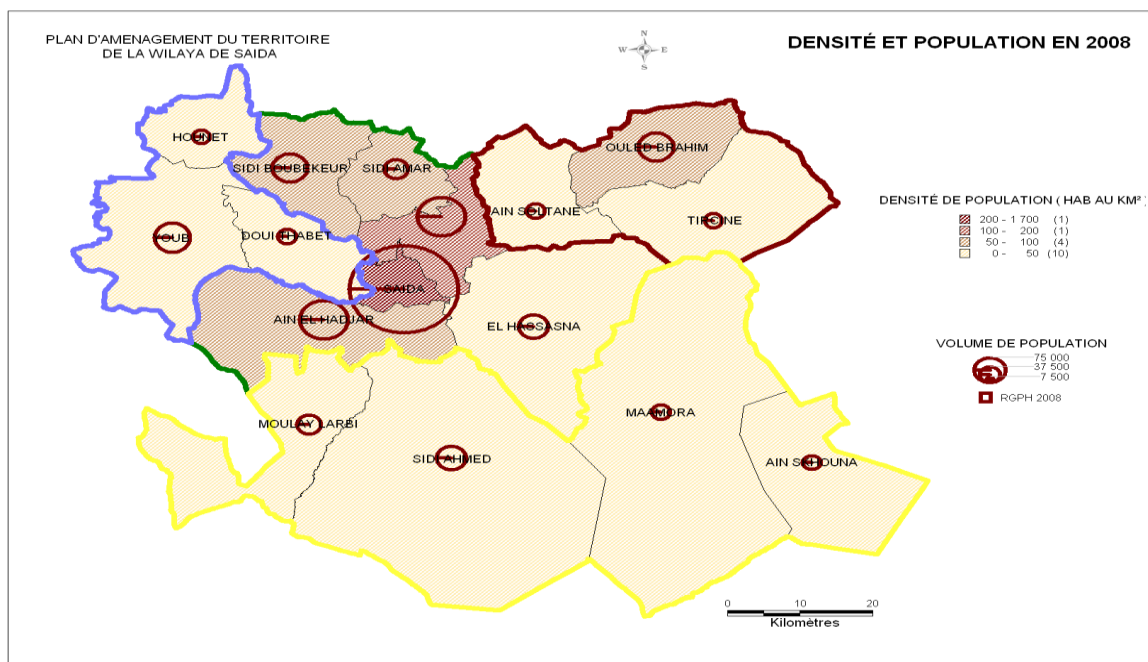 PLAN D'AMENAGEMENT DU TERRITOIRE
DE LA WILAYA DE SAIDA
DENSITÉ ET POPULATION EN 2008
N
W E
S
HOUNET
SIDI BOUBEKEUR
SIDI AMAR
OULED BRAHIM
AIN SOLTANE
TIRCINE
YOUB
DOUI THABET
SAIDA
AIN EL HADJAR
EL HASSASNA
MOULAY LARBI
SIDI AHMED
MAAMORA
AIN SKHOUNA
DENSITÉ DE POPULATION ( HAB AU KM² )
200 - 1 700 (1)
100 - 200 (1)
50 - 100 (4)
0 - 50 (10)
VOLUME DE POPULATION
75 000
37 500
7 500
RGPH 2008
0 10 20
Kilomètres